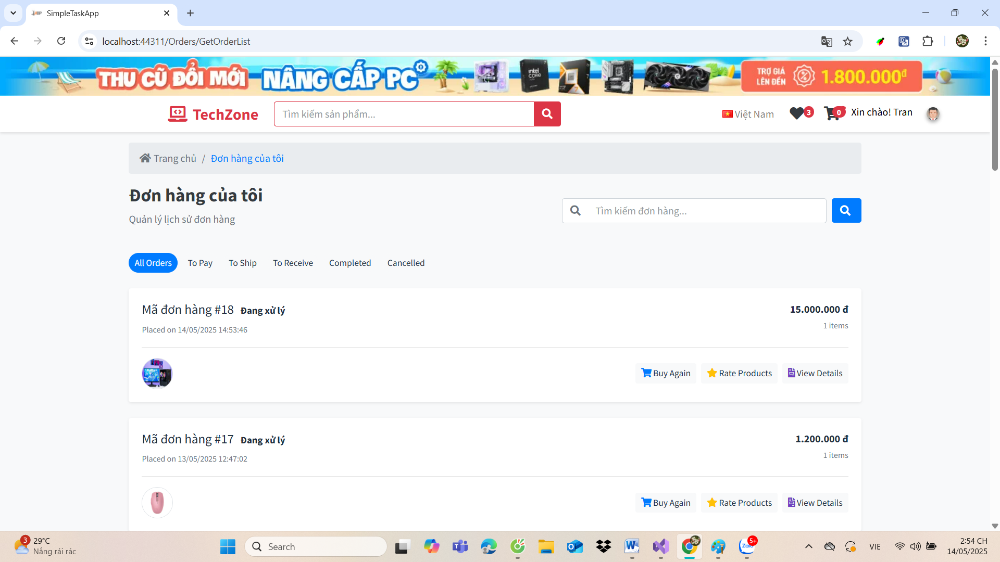 SimpleTaskApp
localhost:44311/Orders/GetOrderList
THU CŨ ĐỔI MỚI NÂNG CẤP PC
intel CORE
TRỢ GIÁ LÊN ĐẾN 1.800.000đ
TechZone
Tìm kiếm sản phẩm...
Việt Nam
3
0
Xin chào! Tran
Trang chủ / Đơn hàng của tôi
Đơn hàng của tôi
Quản lý lịch sử đơn hàng
Tìm kiếm đơn hàng...
All Orders To Pay To Ship To Receive Completed Cancelled
Mã đơn hàng #18 Đang xử lý 15.000.000 đ
Placed on 14/05/2025 14:53:46 1 items
Buy Again Rate Products View Details
Mã đơn hàng #17 Đang xử lý 1.200.000 đ
Placed on 13/05/2025 12:47:02 1 items
Buy Again Rate Products View Details
3
29°C
Nắng rải rác
Search
Zalo
5+
VIE
2:54 CH
14/05/2025